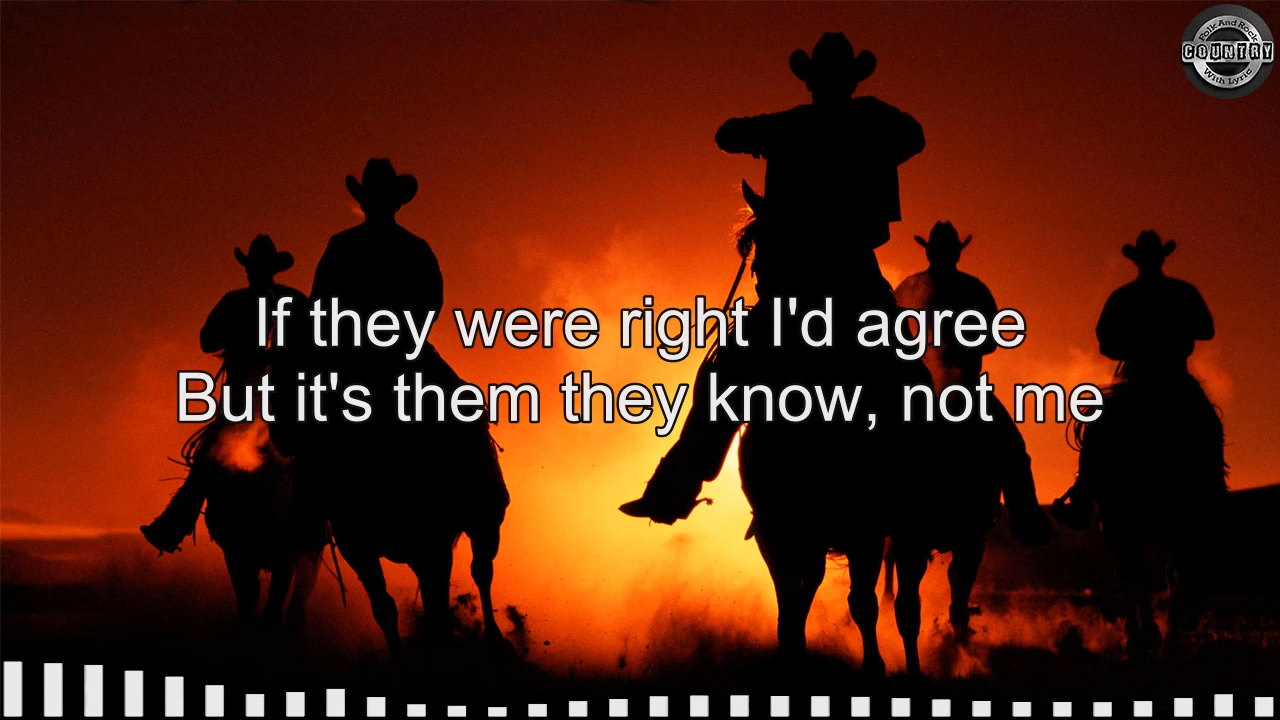 Folk And Rock
COUNTRY
With Lyric
If they were right I'd agree
But it's them they know, not me